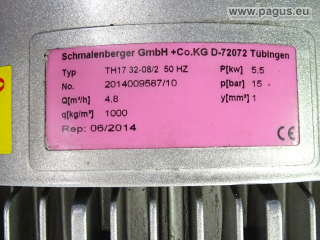 www.pagus.eu
Schmalenberger GmbH +Co.KG D-72072 Tübingen
Typ TH17 32-08/2 50 HZ P[kw] 5.5
No. 2014009587/10 p[bar] 15
Q[m³/h] 4.8 y[mm²] 1
q[kg/m³] 1000
Rep: 06/2014 CE